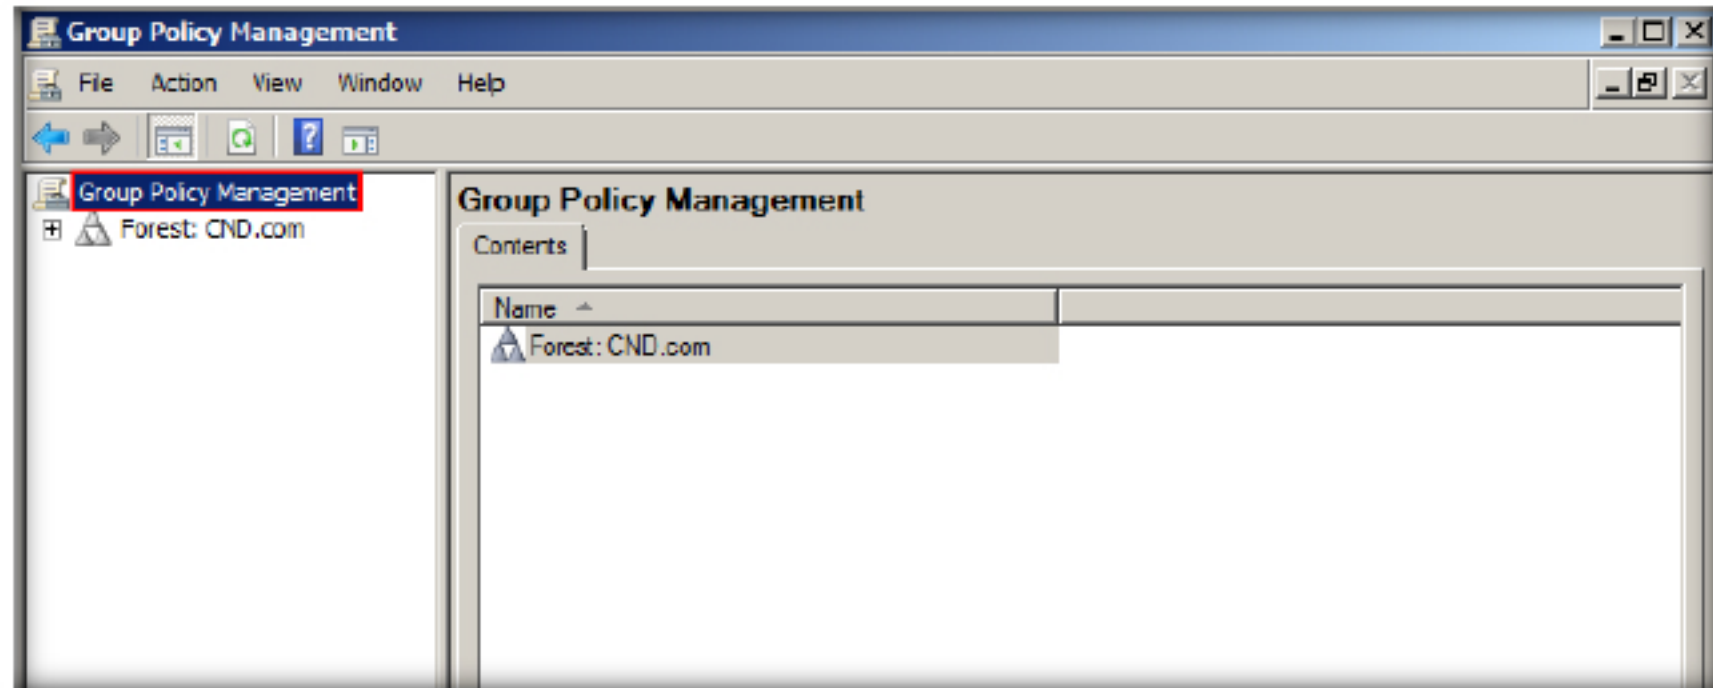 Group Policy Management
File Action View Window Help
Group Policy Management
Forest: CND.com
Group Policy Management
Contents
Name
Forest: CND.com